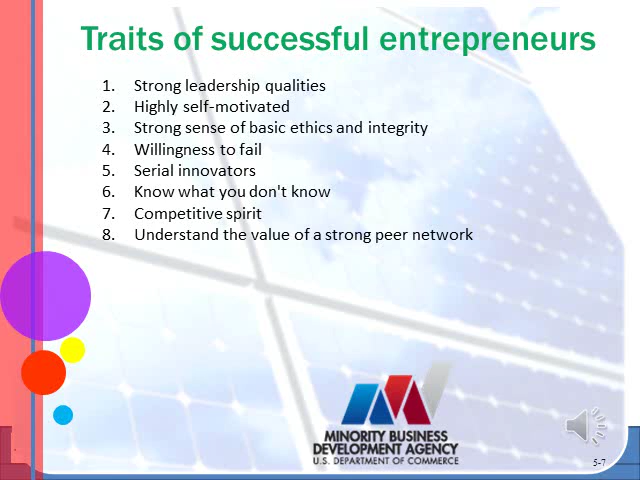 Traits of successful entrepreneurs
1. Strong leadership qualities
2. Highly self-motivated
3. Strong sense of basic ethics and integrity
4. Willingness to fail
5. Serial innovators
6. Know what you don't know
7. Competitive spirit
8. Understand the value of a strong peer network
MINORITY BUSINESS
DEVELOPMENT AGENCY
U.S. DEPARTMENT OF COMMERCE
5-7